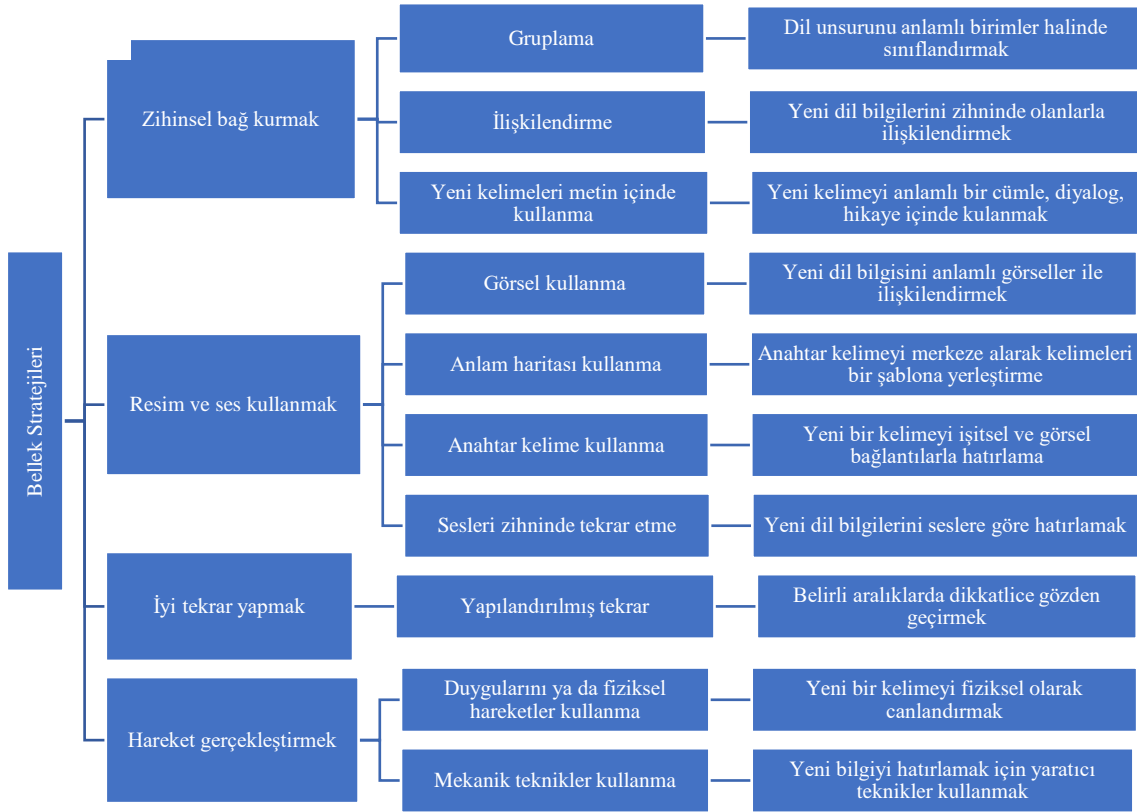 Bellek Stratejileri
Zihinsel bağ kurmak
Gruplama
Dil unsurunu anlamlı birimler halinde
sınıflandırmak
İlişkilendirme
Yeni dil bilgilerini zihninde olanlarla
ilişkilendirmek
Yeni kelimeleri metin içinde
kullanma
Yeni kelimeyi anlamlı bir cümle, diyalog,
hikaye içinde kulanmak
Resim ve ses kullanmak
Görsel kullanma
Yeni dil bilgisini anlamlı görseller ile
ilişkilendirmek
Anlam haritası kullanma
Anahtar kelimeyi merkeze alarak kelimeleri
bir şablona yerleştirme
Anahtar kelime kullanma
Yeni bir kelimeyi işitsel ve görsel
bağlantılarla hatırlama
Sesleri zihninde tekrar etme
Yeni dil bilgilerini seslere göre hatırlamak
İyi tekrar yapmak
Yapılandırılmış tekrar
Belirli aralıklarda dikkatlice gözden
geçirmek
Hareket gerçekleştirmek
Duygularını ya da fiziksel
hareketler kullanma
Yeni bir kelimeyi fiziksel olarak
canlandırmak
Mekanik teknikler kullanma
Yeni bilgiyi hatırlamak için yaratıcı
teknikler kullanmak